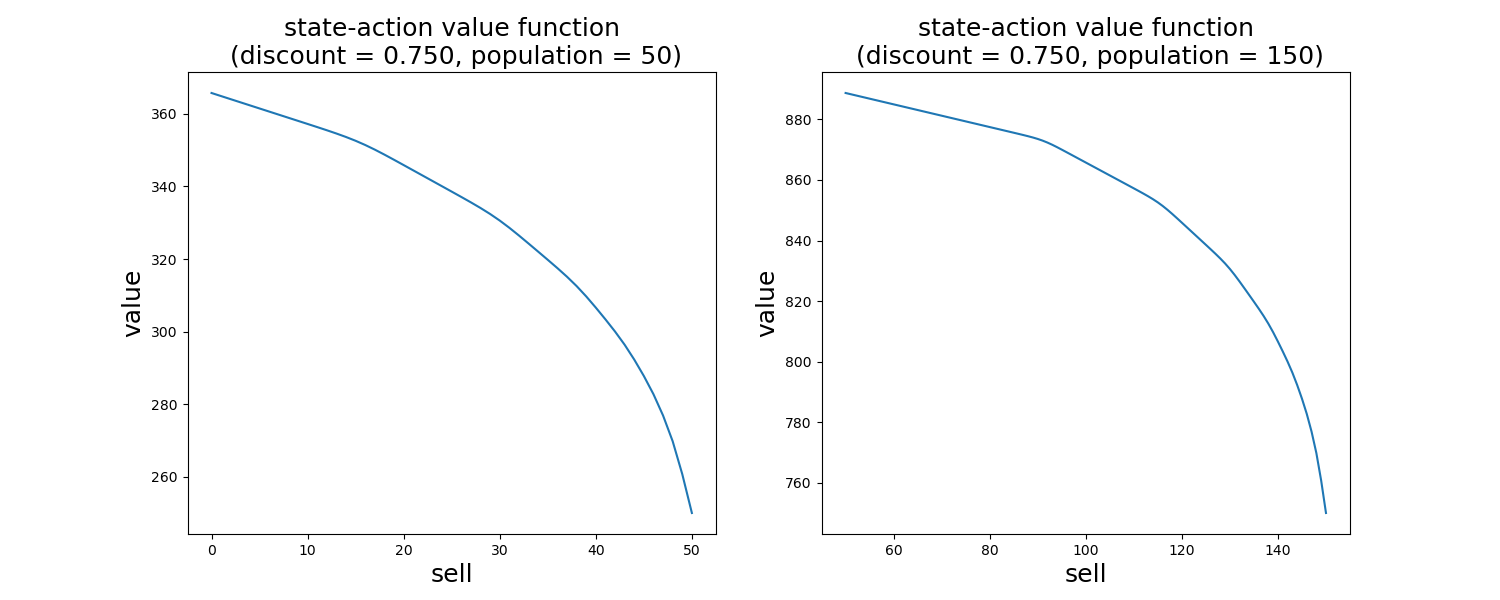 state-action value function
(discount = 0.750, population = 50)
360
340
320
300
280
260
value
0 10 20 30 40 50
sell
state-action value function
(discount = 0.750, population = 150)
880
860
840
820
800
780
760
value
60 80 100 120 140
sell